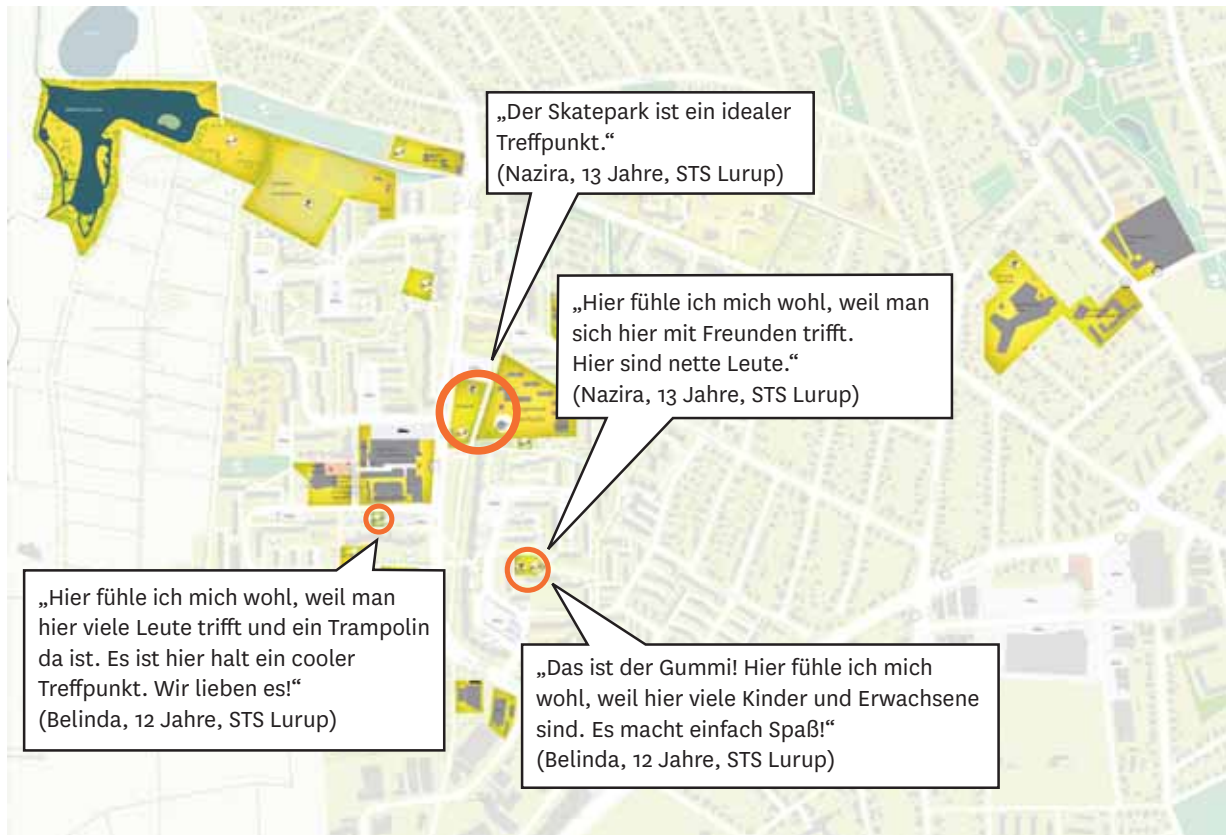 „Der Skatepark ist ein idealer
Treffpunkt.“
(Nazira, 13 Jahre, STS Lurup)
„Hier fühle ich mich wohl, weil man
sich hier mit Freunden trifft.
Hier sind nette Leute.“
(Nazira, 13 Jahre, STS Lurup)
„Hier fühle ich mich wohl, weil man
hier viele Leute trifft und ein Trampolin
da ist. Es ist hier halt ein cooler
Treffpunkt. Wir lieben es!“
(Belinda, 12 Jahre, STS Lurup)
„Das ist der Gummi! Hier fühle ich mich
wohl, weil hier viele Kinder und Erwachsene
sind. Es macht einfach Spaß!“
(Belinda, 12 Jahre, STS Lurup)